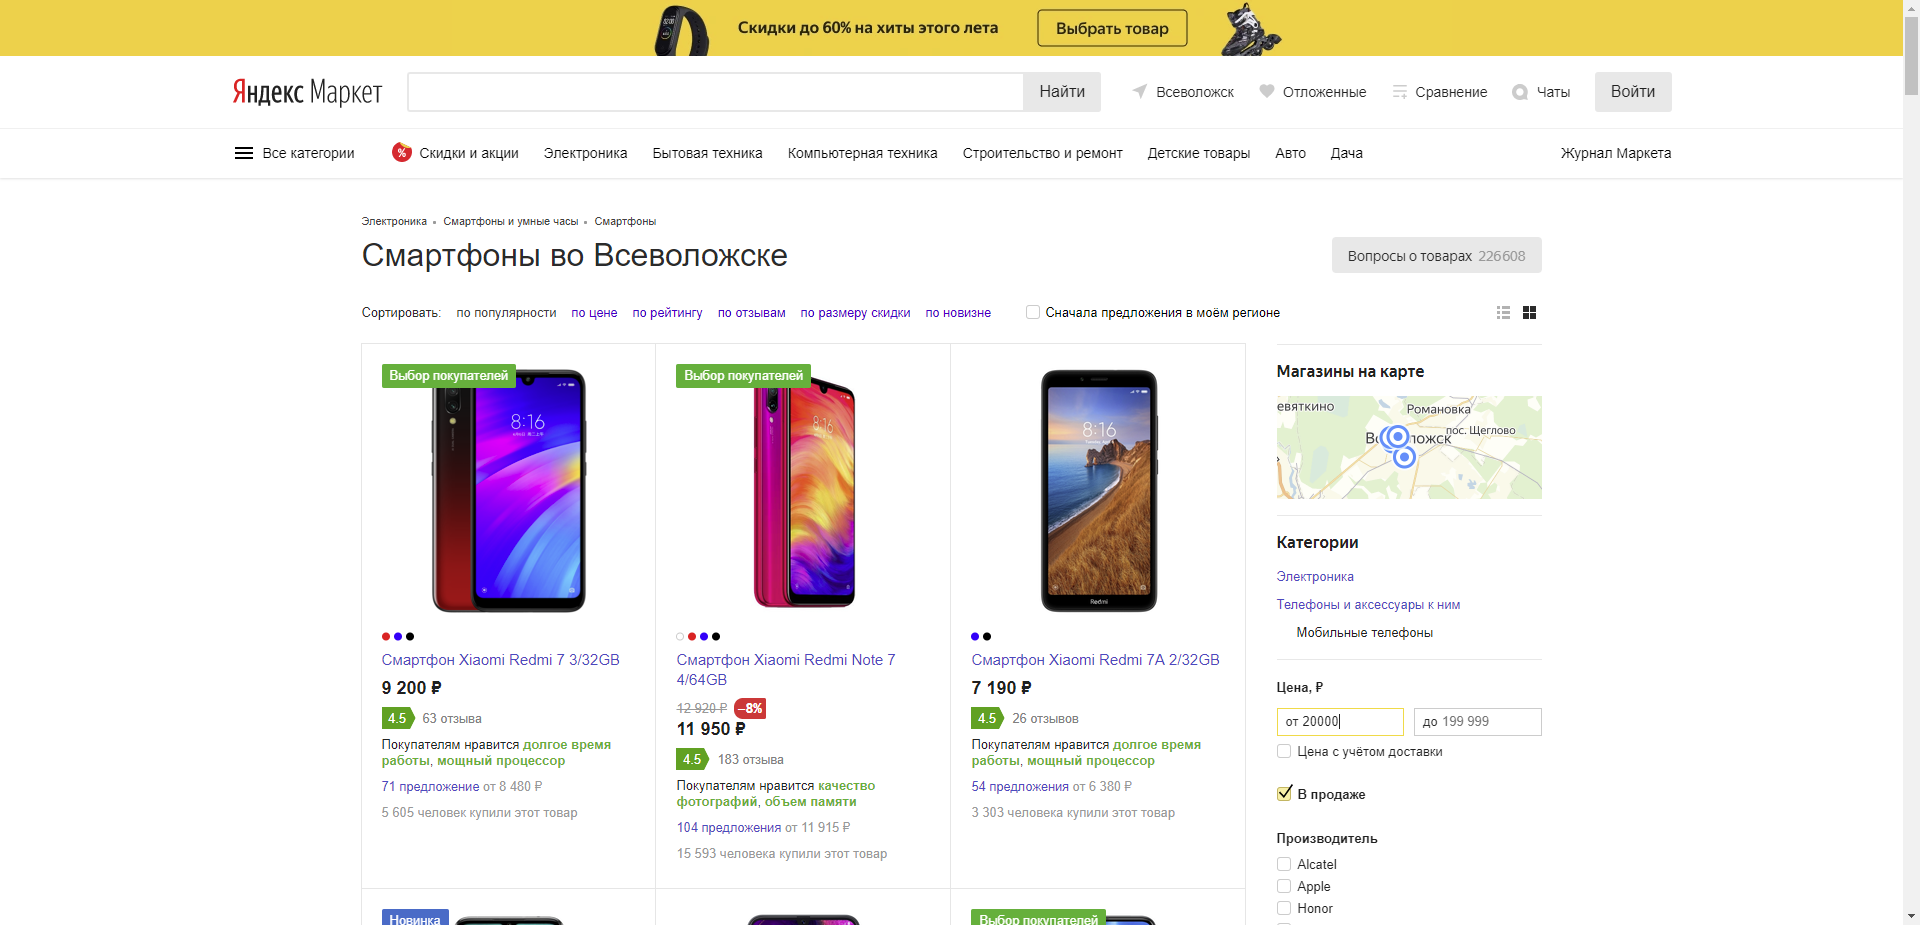 Скидки до 60% на хиты этого лета
Выбрать товар
Яндекс Маркет
Найти
Всеволожск
Отложенные
Сравнение
Чаты
Войти
Все категории
%
Скидки и акции
Электроника
Бытовая техника
Компьютерная техника
Строительство и ремонт
Детские товары
Авто
Дача
Журнал Маркета
Электроника • Смартфоны и умные часы • Смартфоны
Смартфоны во Всеволожске
Вопросы о товарах 226608
Сортировать: по популярности по цене по рейтингу по отзывам по размеру скидки по новизне
Сначала предложения в моём регионе
Выбор покупателей
8:16
Смартфон Xiaomi Redmi 7 3/32GB
9 200 ₽
4.5 63 отзыва
Покупателям нравится долгое время
работы, мощный процессор
71 предложение от 8 480 ₽
5 605 человек купили этот товар
Выбор покупателей
8:16
Смартфон Xiaomi Redmi Note 7
4/64GB
12 920 ₽ –8%
11 950 ₽
4.5 183 отзыва
Покупателям нравится качество
фотографий, объем памяти
104 предложения от 11 915 ₽
15 593 человека купили этот товар
8:16
Redmi
Смартфон Xiaomi Redmi 7A 2/32GB
7 190 ₽
4.5 26 отзывов
Покупателям нравится долгое время
работы, мощный процессор
54 предложения от 6 380 ₽
3 303 человека купили этот товар
Новинка
Выбор покупателей
Магазины на карте
евяткино
Романовка
пос. Щеглово
Категории
Электроника
Телефоны и аксессуары к ним
Мобильные телефоны
Цена, ₽
от 20000
до 199 999
Цена с учётом доставки
В продаже
Производитель
Alcatel
Apple
Honor